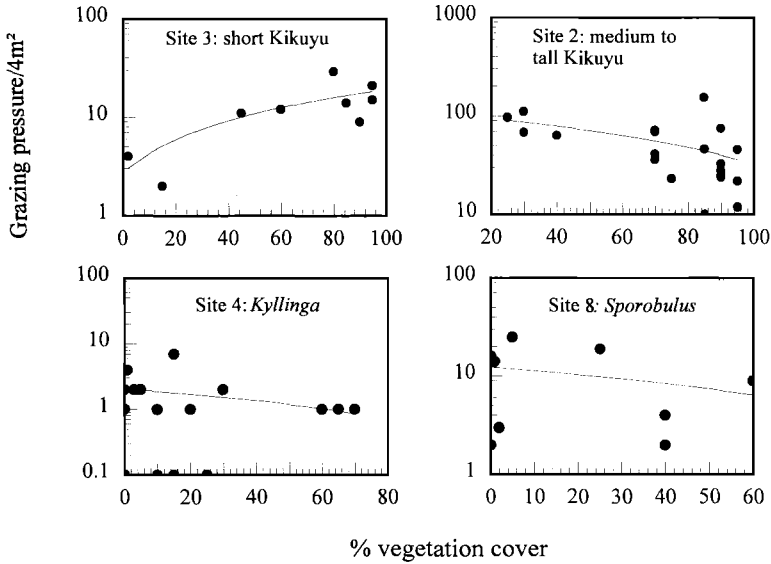 Grazing pressure/4m²
100
10
1
Site 3: short Kikuyu
0 20 40 60 80 100
1000
100
10
Site 2: medium to
tall Kikuyu
20 40 60 80 100
100
10
1
0.1
Site 4: Kyllinga
0 20 40 60 80
100
10
1
Site 8: Sporobulus
0 10 20 30 40 50 60
% vegetation cover